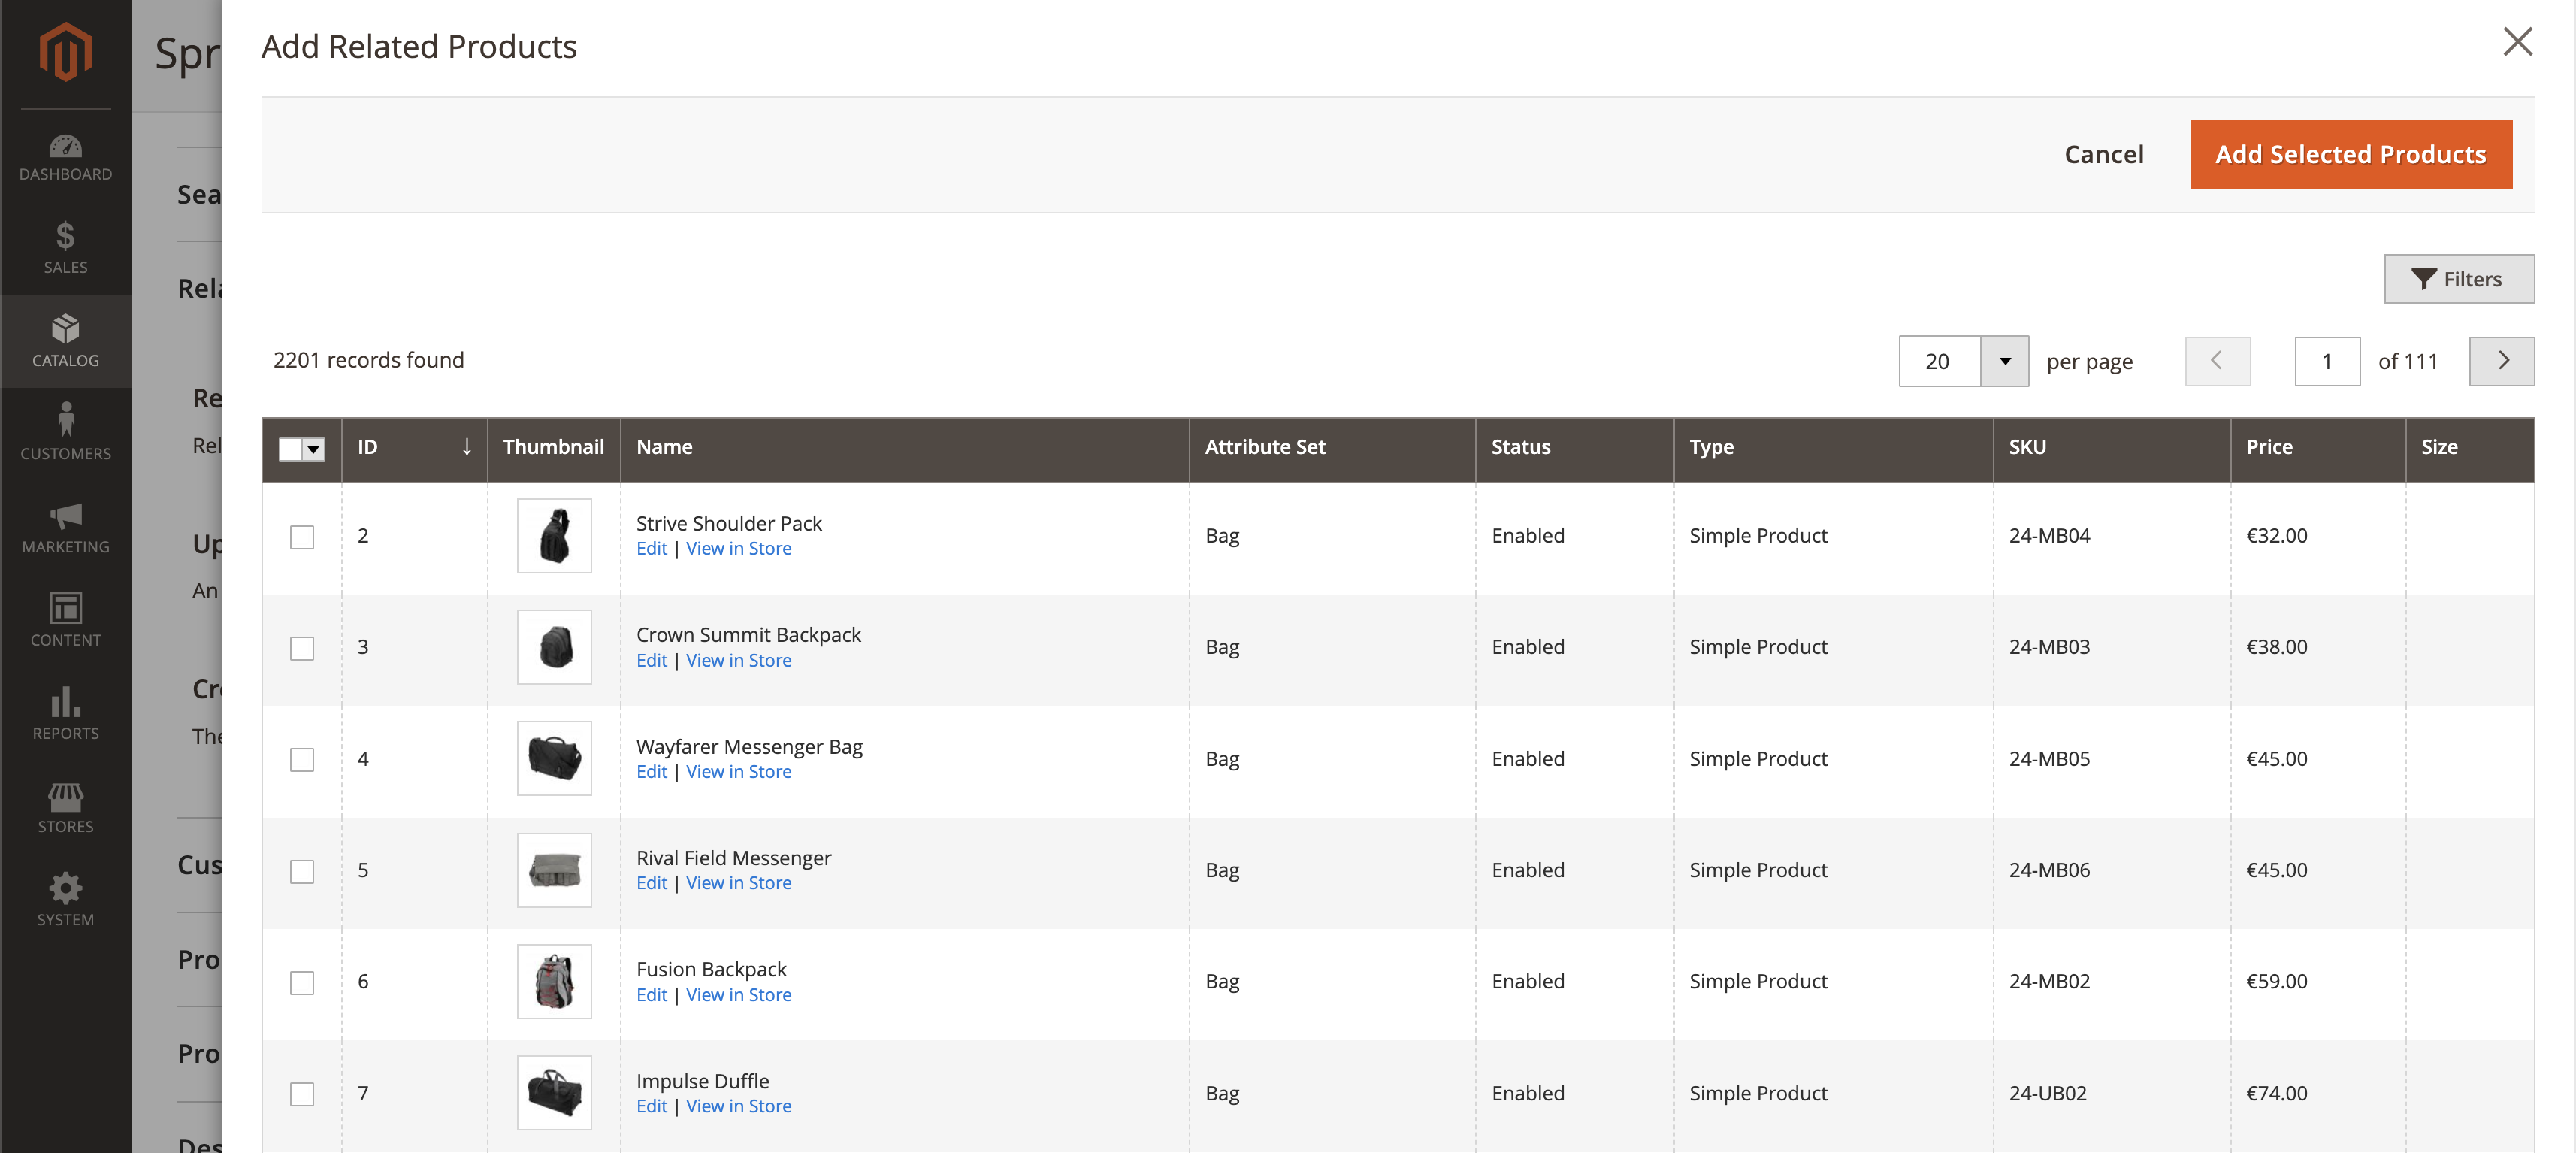 Spr
Add Related Products
Cancel
Add Selected Products
DASHBOARD
Sea
SALES
Rela
Filters
CATALOG
2201 records found
20
per page
1
of 111
Re
Rel
CUSTOMERS
ID ↓ Thumbnail Name Attribute Set Status Type SKU Price Size
2 Strive Shoulder Pack Bag Enabled Simple Product 24-MB04 €32.00
Edit | View in Store
MARKETING
Up
An
3 Crown Summit Backpack Bag Enabled Simple Product 24-MB03 €38.00
Edit | View in Store
CONTENT
Cr
The
REPORTS
4 Wayfarer Messenger Bag Bag Enabled Simple Product 24-MB05 €45.00
Edit | View in Store
STORES
Cus
5 Rival Field Messenger Bag Enabled Simple Product 24-MB06 €45.00
Edit | View in Store
SYSTEM
Pro
6 Fusion Backpack Bag Enabled Simple Product 24-MB02 €59.00
Edit | View in Store
Pro
7 Impulse Duffle Bag Enabled Simple Product 24-UB02 €74.00
Edit | View in Store
Des